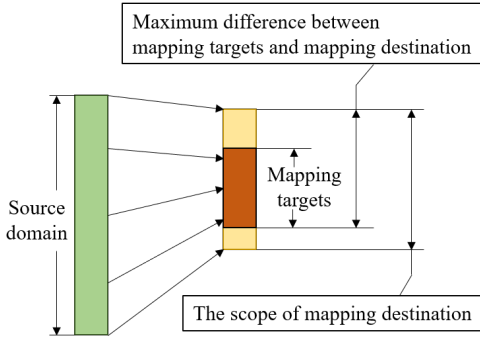 Maximum difference between
mapping targets and mapping destination
Mapping
targets
Source
domain
The scope of mapping destination